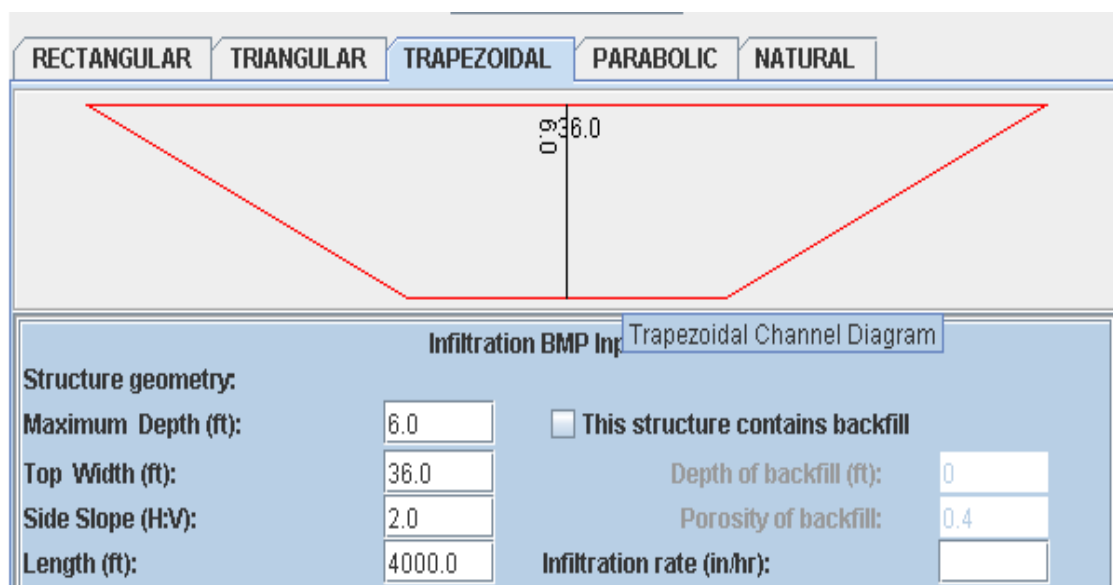 RECTANGULAR TRIANGULAR TRAPEZOIDAL PARABOLIC NATURAL
6.0 36.0
Infiltration BMP Inp
Trapezoidal Channel Diagram
Structure geometry:
Maximum Depth (ft): 6.0 This structure contains backfill
Top Width (ft): 36.0 Depth of backfill (ft): 0
Side Slope (H:V): 2.0 Porosity of backfill: 0.4
Length (ft): 4000.0 Infiltration rate (in/hr):